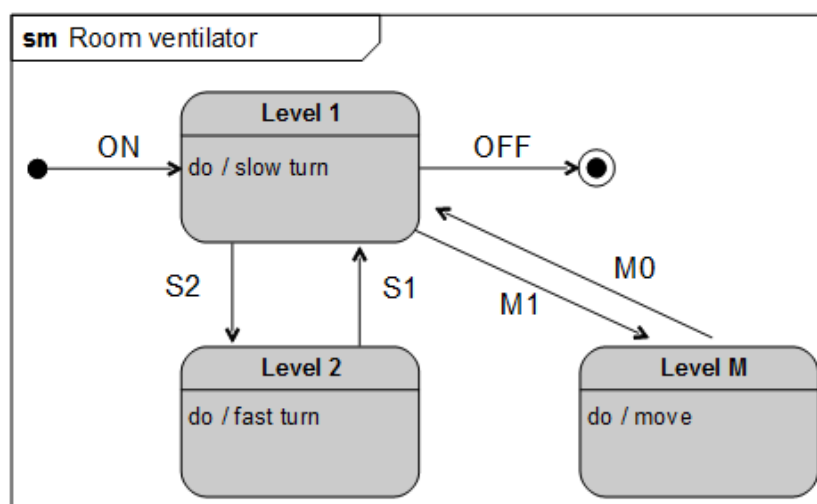 sm Room ventilator
Level 1
ON
OFF
do / slow turn
M0
S2
S1
M1
Level 2
Level M
do / fast turn
do / move